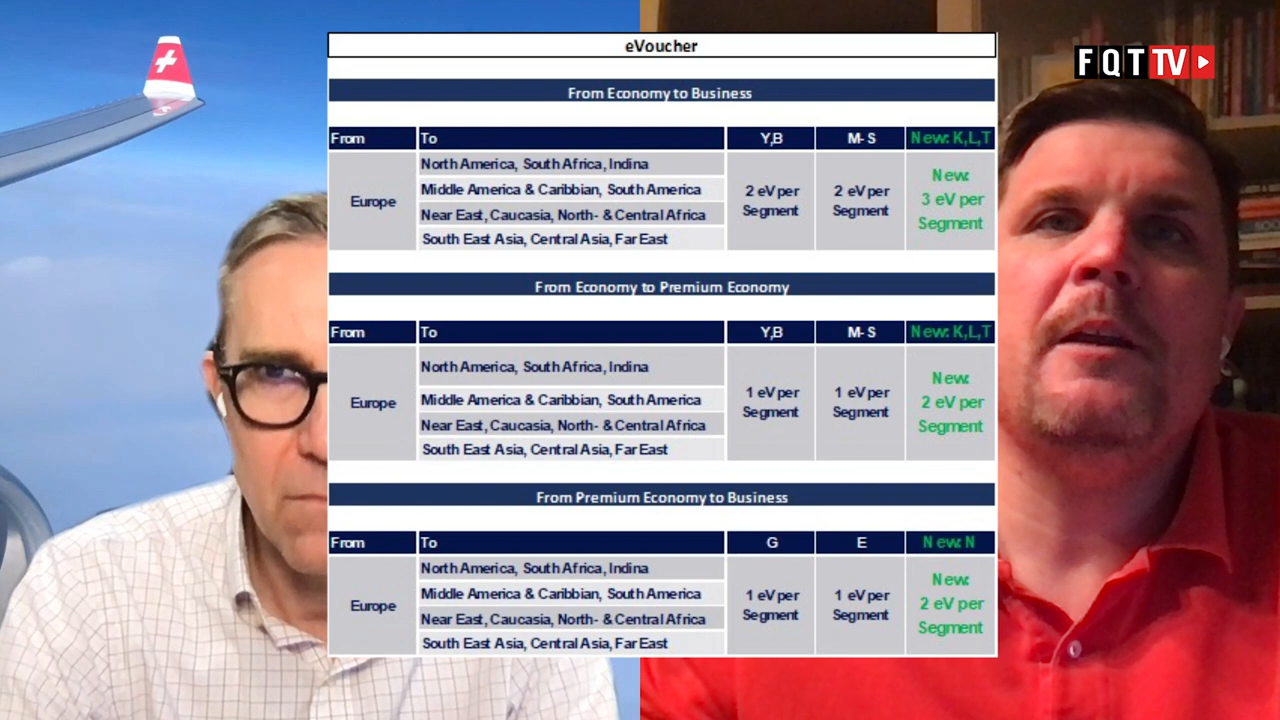 FQT TV
eVoucher
From Economy to Business
From To Y,B M-S New: K,L,T
Europe
North America, South Africa, Indina
Middle America & Caribbian, South America
Near East, Caucasia, North- & Central Africa
South East Asia, Central Asia, Far East
2 eV per
Segment
2 eV per
Segment
New:
3 eV per
Segment
From Economy to Premium Economy
From To Y,B M-S New: K,L,T
Europe
North America, South Africa, Indina
Middle America & Caribbian, South America
Near East, Caucasia, North- & Central Africa
South East Asia, Central Asia, Far East
1 eV per
Segment
1 eV per
Segment
New:
2 eV per
Segment
From Premium Economy to Business
From To G E New: N
Europe
North America, South Africa, Indina
Middle America & Caribbian, South America
Near East, Caucasia, North- & Central Africa
South East Asia, Central Asia, Far East
1 eV per
Segment
1 eV per
Segment
New:
2 eV per
Segment